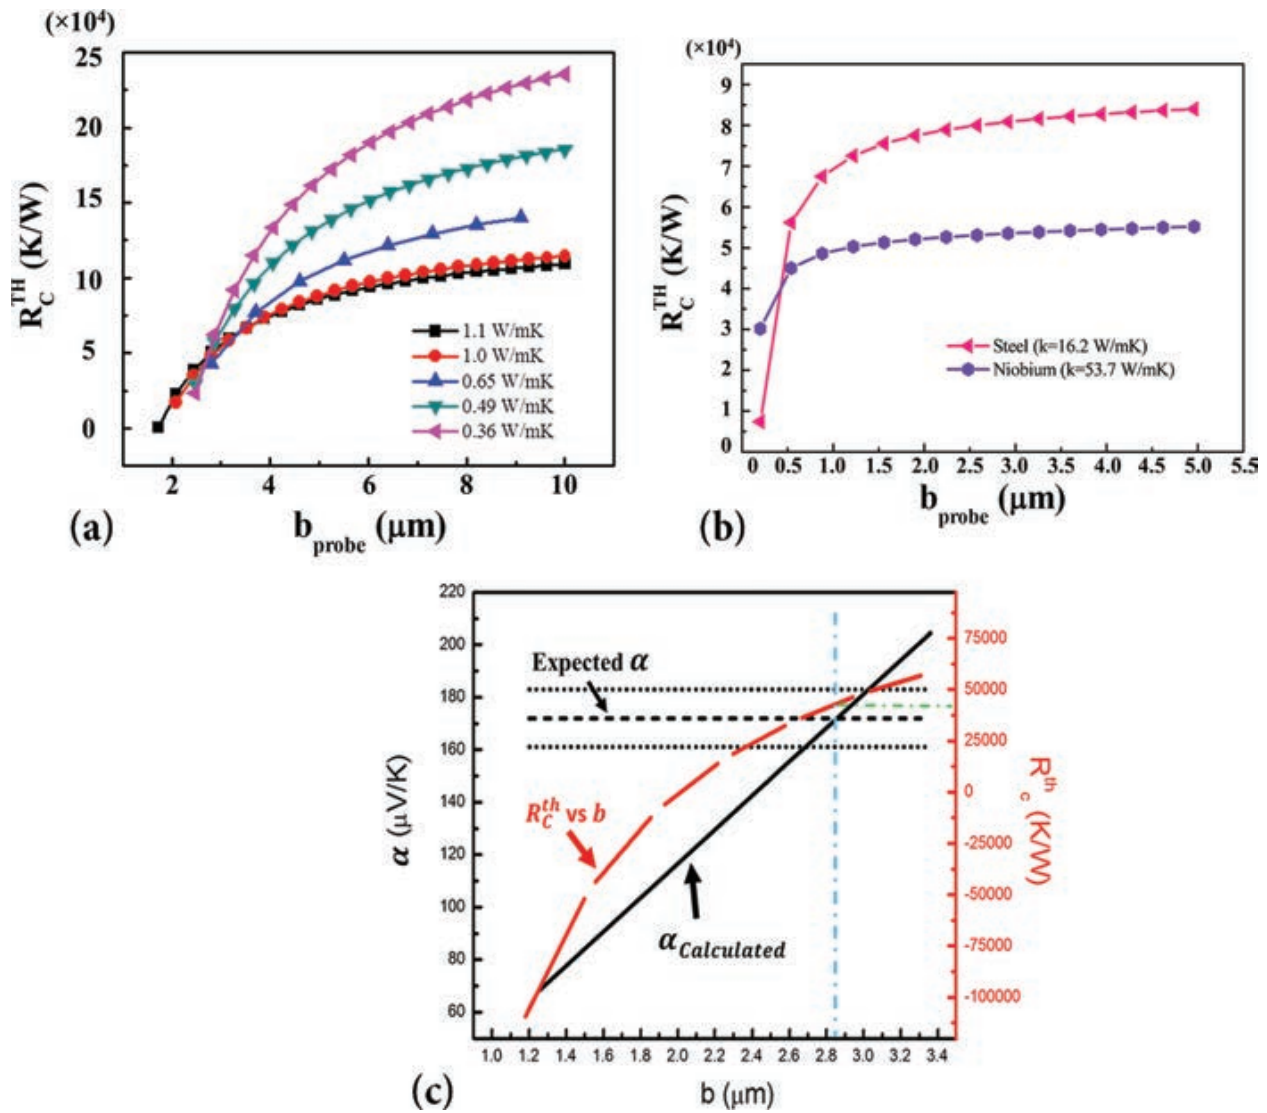 (×10⁴)
25
20
15
10
5
0
R_C^TH (K/W)
1.1 W/mK
1.0 W/mK
0.65 W/mK
0.49 W/mK
0.36 W/mK
2 4 6 8 10
b_probe (μm)
(a)
(×10⁴)
9
8
7
6
5
4
3
2
1
0
R_C^TH (K/W)
Steel (k=16.2 W/mK)
Niobium (k=53.7 W/mK)
0 0.5 1.0 1.5 2.0 2.5 3.0 3.5 4.0 4.5 5.0 5.5
b_probe (μm)
(b)
220
200
180
160
140
120
100
80
60
α (μV/K)
Expected α
R_C^th vs b
α_Calculated
75000
50000
25000
0
-25000
-50000
-75000
-100000
R^th_c (K/W)
1.0 1.2 1.4 1.6 1.8 2.0 2.2 2.4 2.6 2.8 3.0 3.2 3.4
b (μm)
(c)